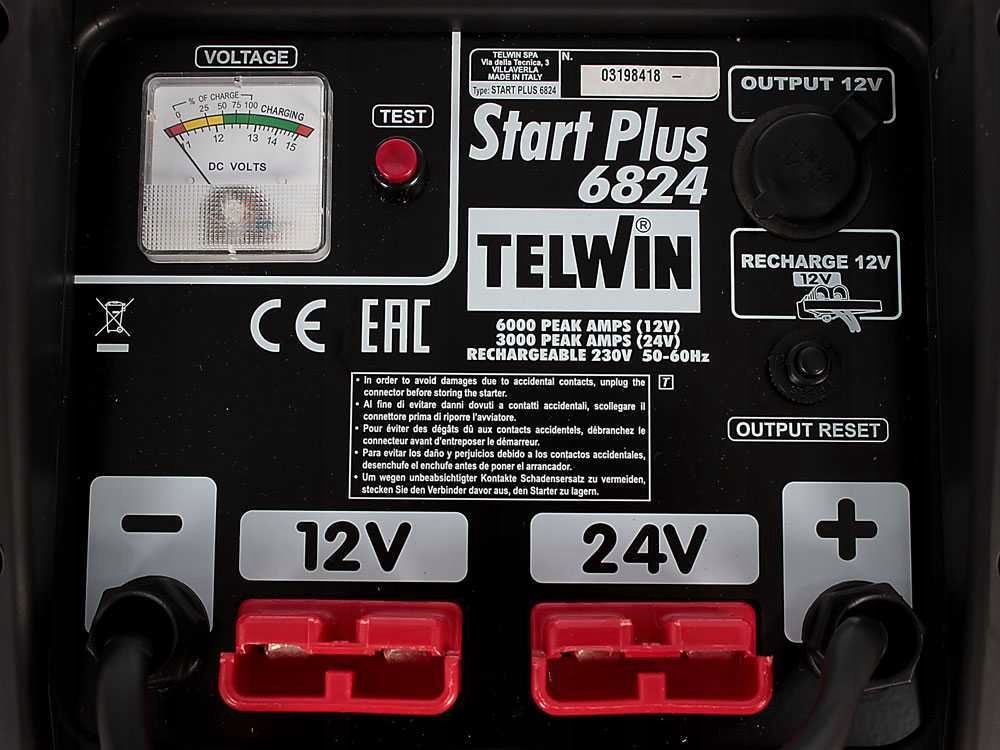 VOLTAGE
% OF CHARGE
0 25 50 75 100 CHARGING
11 12 13 14 15
DC VOLTS
TEST
TELWIN SPA
Via della Tecnica, 3
VILLAVERLA
MADE IN ITALY
Type: START PLUS 6824
N.
03198418 –
Start Plus
6824
TELWIN®
6000 PEAK AMPS (12V)
3000 PEAK AMPS (24V)
RECHARGEABLE 230V 50-60Hz
OUTPUT 12V
RECHARGE 12V
12V
OUTPUT RESET
CE EAC
• In order to avoid damages due to accidental contacts, unplug the
connector before storing the starter.
• Al fine di evitare danni dovuti a contatti accidentali, scollegare il
connettore prima di riporre l'avviatore.
• Pour éviter des dégâts dû aux contacts accidentels, débranchez le
connecteur avant d'entreposer le démarreur.
• Para evitar los daño y perjuicios debido a los contactos accidentales,
desenchufe el enchufe antes de poner el arrancador.
• Um wegen unbeabsichtigter Kontakte Schadensersatz zu vermeiden,
stecken Sie den Verbinder davor aus, den Starter zu lagern.
T
–
12V
24V
+